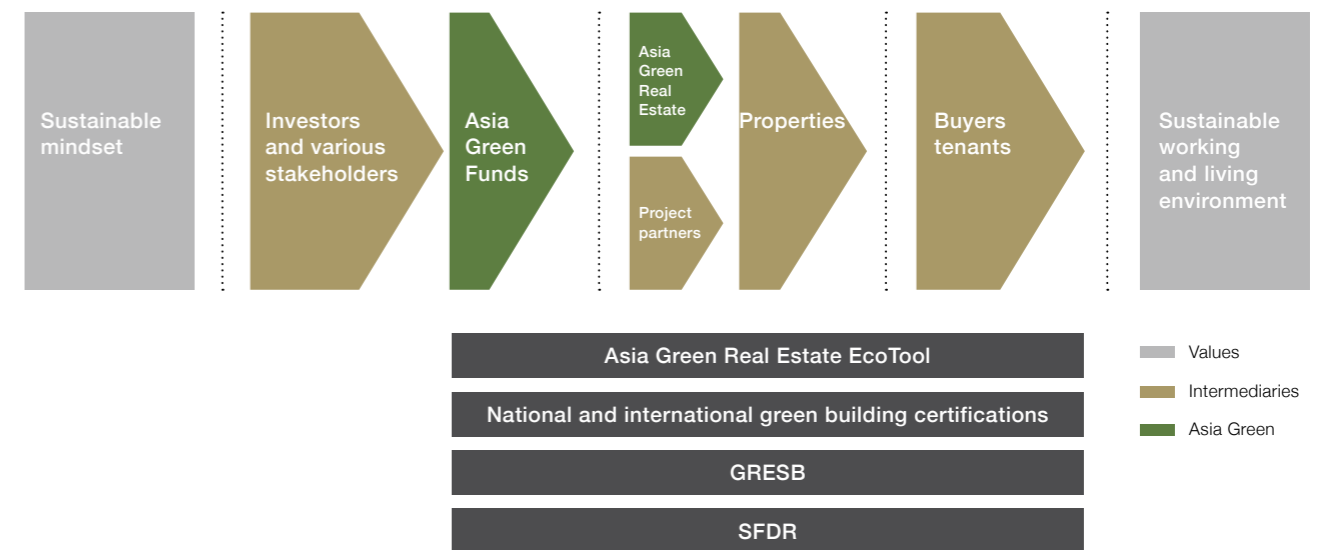 Sustainable
mindset
Investors
and various
stakeholders
Asia
Green
Funds
Asia
Green
Real
Estate
Project
partners
Properties
Buyers
tenants
Sustainable
working
and living
environment
Asia Green Real Estate EcoTool
National and international green building certifications
GRESB
SFDR
Values
Intermediaries
Asia Green